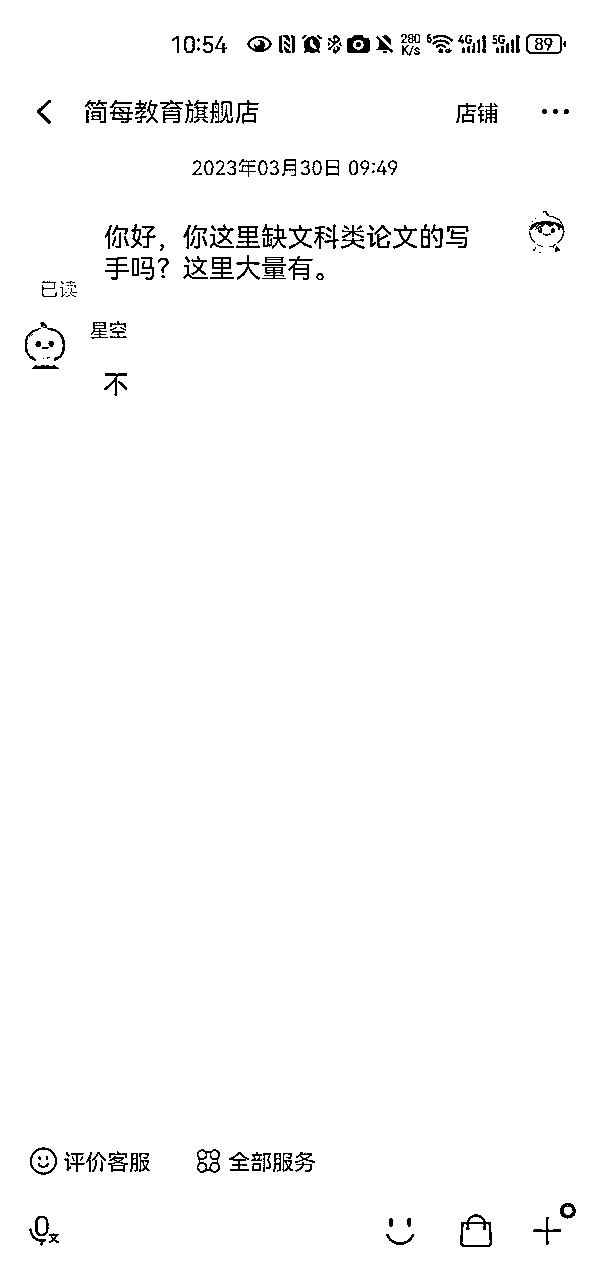 10:54 280 K/s 6 4G 5G 89
简每教育旗舰店 店铺
2023年03月30日 09:49
你好，你这里缺文科类论文的写
手吗？这里大量有。
已读
星空
不
评价客服 全部服务
文